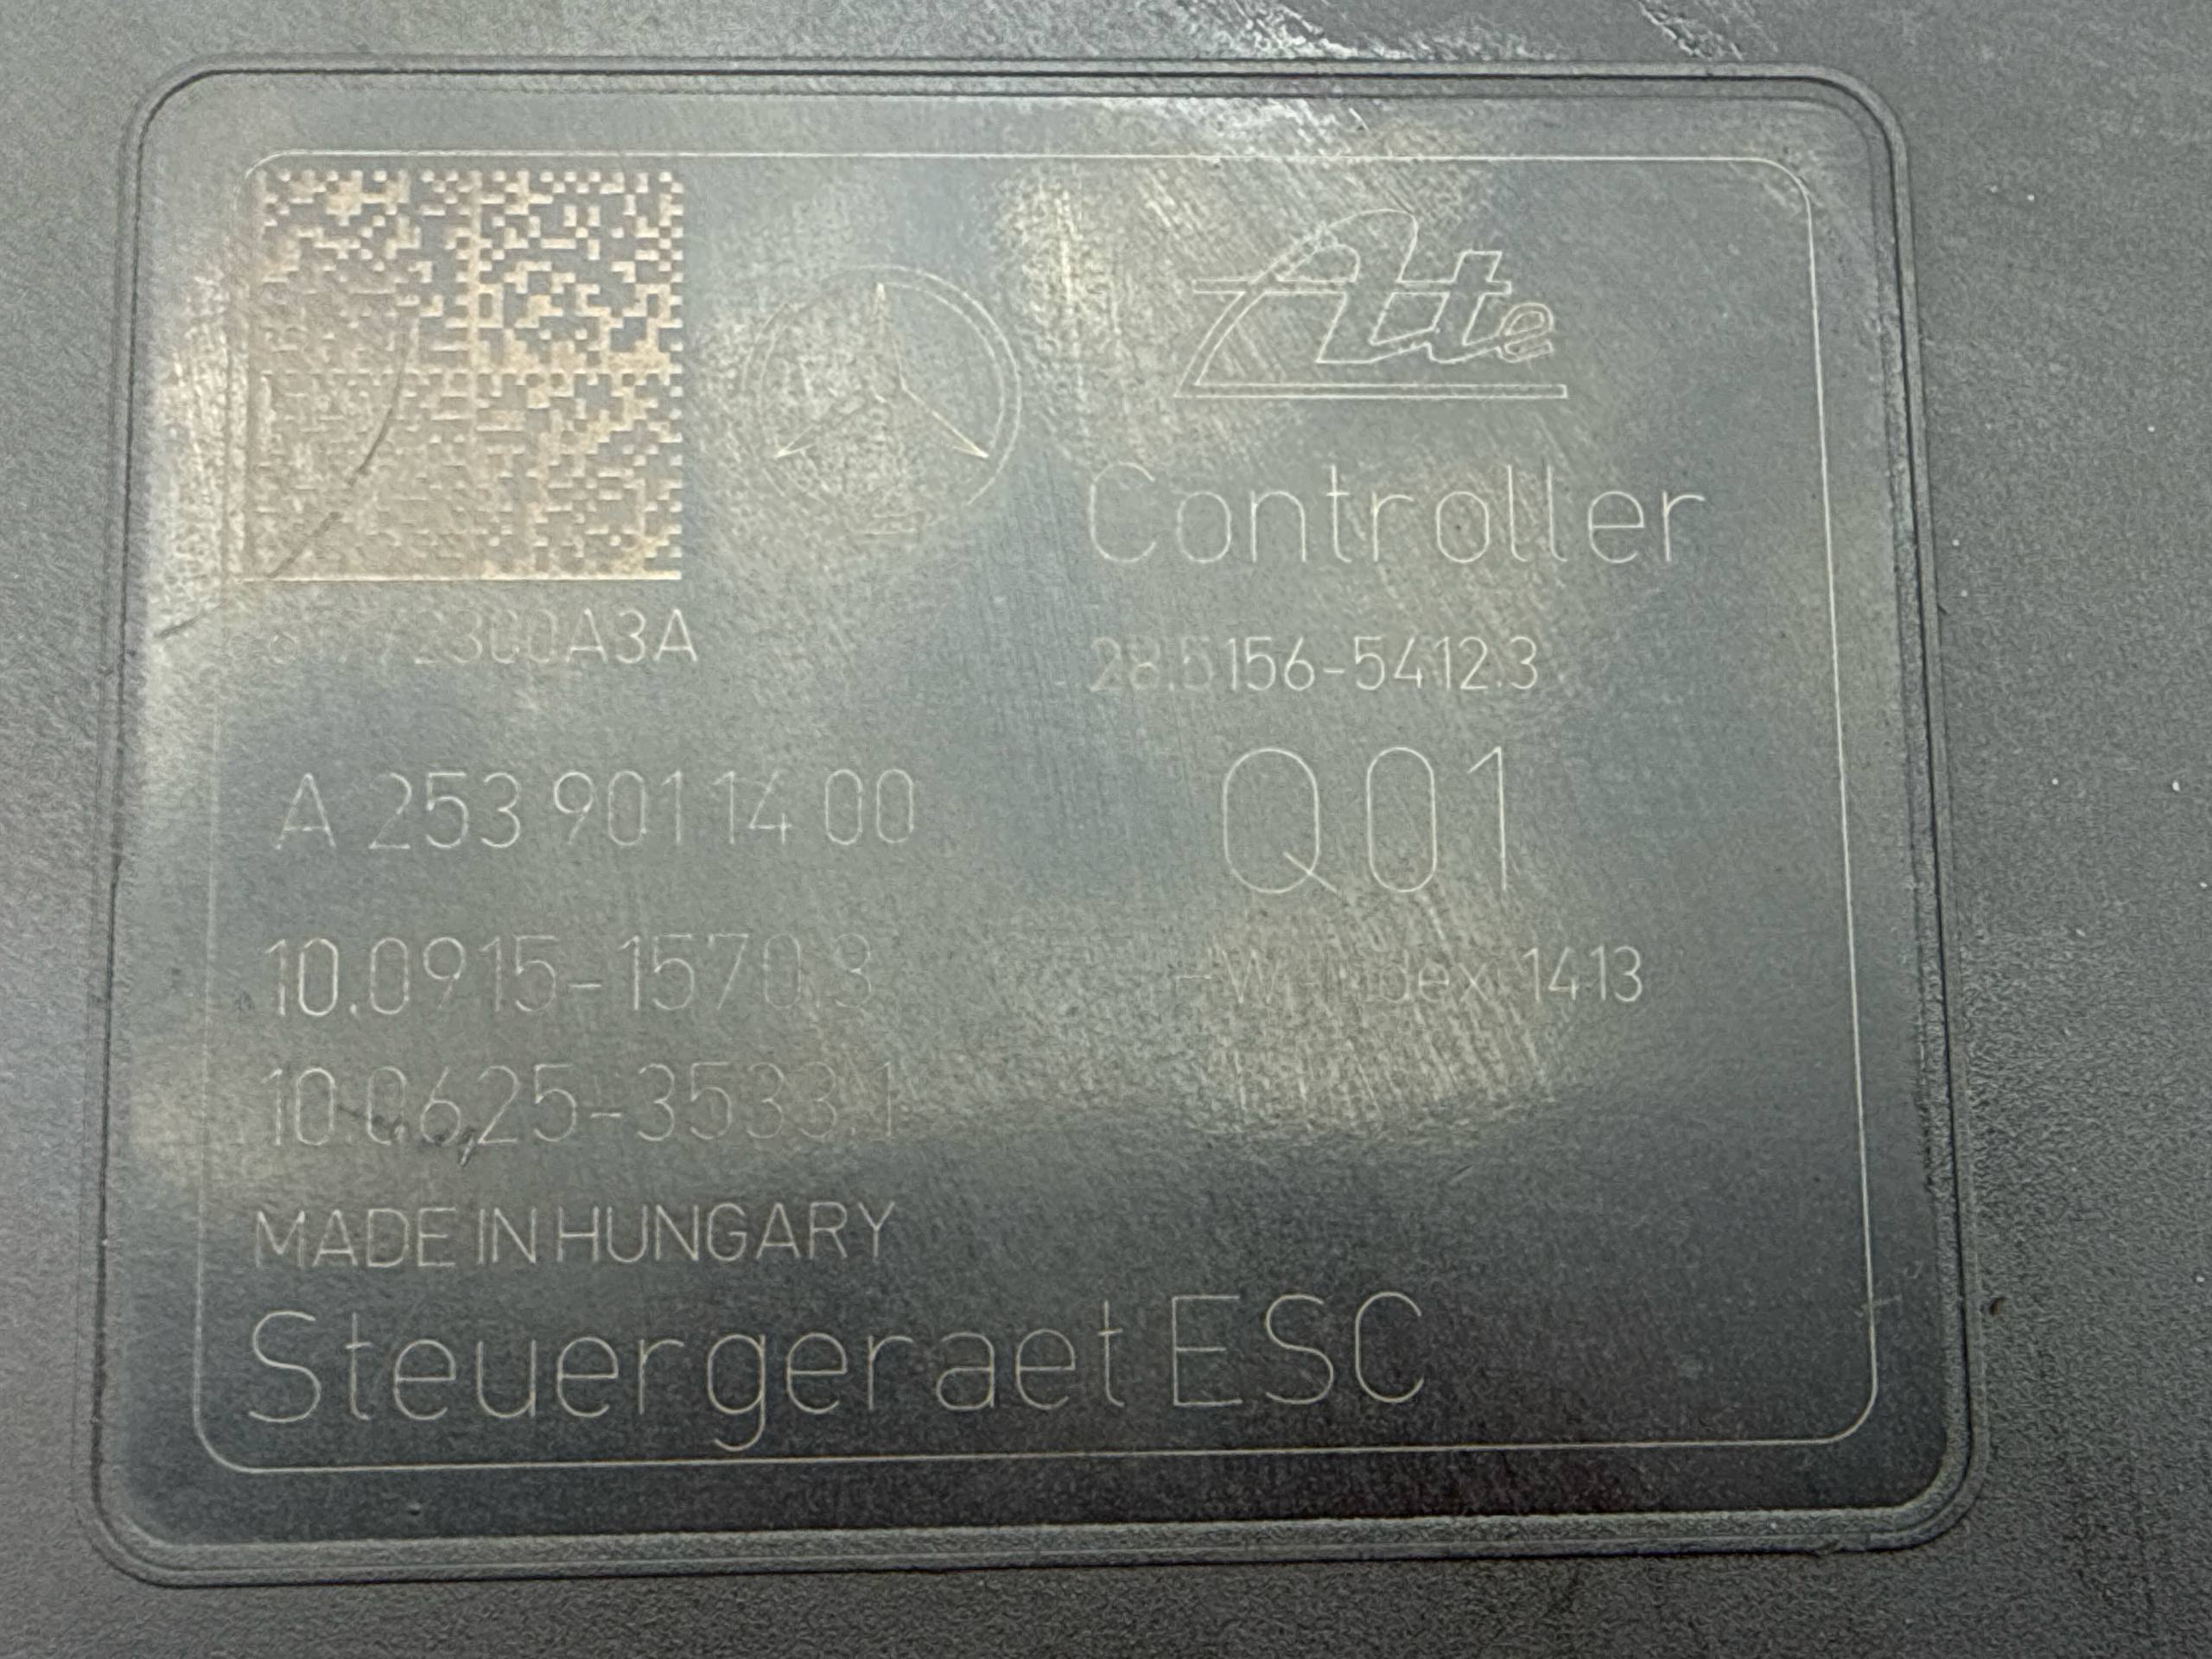 Ate
Controller
28.5156-5412.3
A 253 901 14 00
Q01
10.0915-1570.3
1413
10.0625-3533.1
MADE IN HUNGARY
Steuergeraet ESC